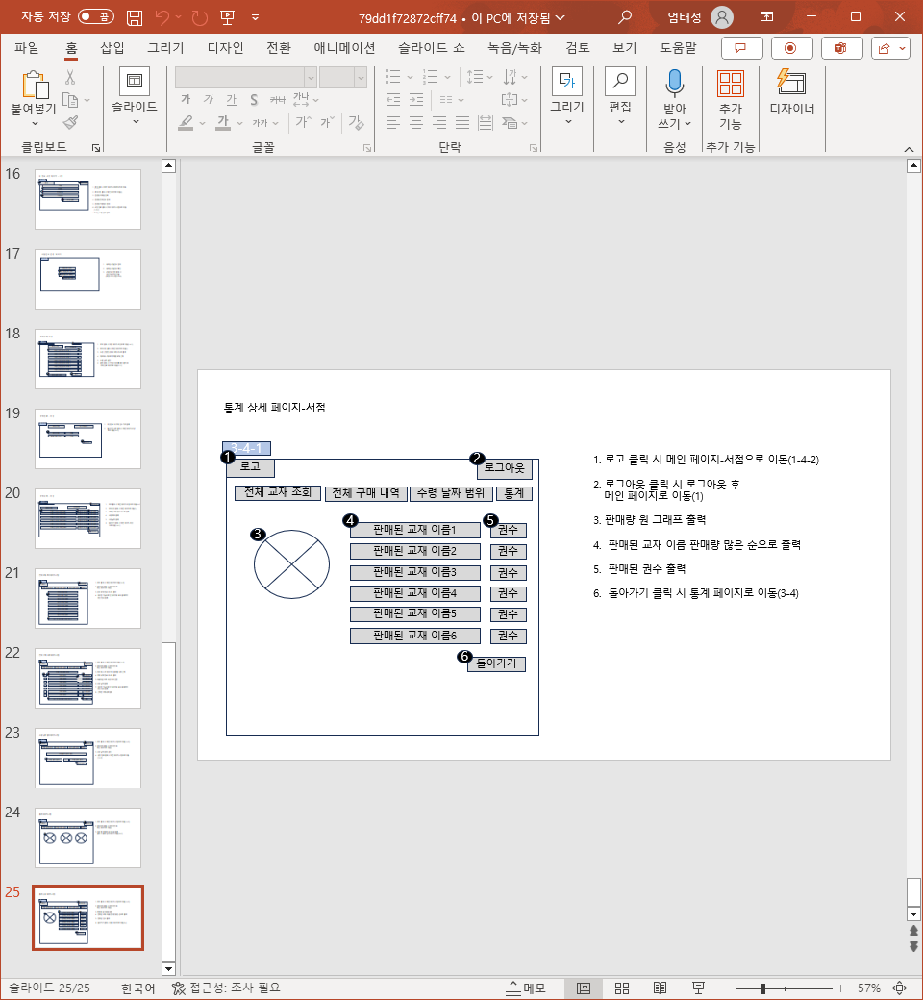 자동 저장 끔 79dd1f72872cff74 • 이 PC에 저장됨 엄태정
파일 홈 삽입 그리기 디자인 전환 애니메이션 슬라이드 쇼 녹음/녹화 검토 보기 도움말
붙여넣기 슬라이드 가 가 가 S 가나 가나 가 가가 가 가 가 그리기 편집 받아 쓰기 추가 기능 디자이너
클립보드 글꼴 단락 음성 추가 기능
16
17
18
19
20
21
22
23
24
25
통계 상세 페이지-서점
3-4-1
1 로고 2 로그아웃
전체 교재 조회 전체 구매 내역 수령 날짜 범위 통계
3
4 판매된 교재 이름1 5 권수
판매된 교재 이름2 권수
판매된 교재 이름3 권수
판매된 교재 이름4 권수
판매된 교재 이름5 권수
판매된 교재 이름6 권수
6 돌아가기
1. 로고 클릭 시 메인 페이지-서점으로 이동(1-4-2)
2. 로그아웃 클릭 시 로그아웃 후
메인 페이지로 이동(1)
3. 판매량 원 그래프 출력
4. 판매된 교재 이름 판매량 많은 순으로 출력
5. 판매된 권수 출력
6. 돌아가기 클릭 시 통계 페이지로 이동(3-4)
슬라이드 25/25 한국어 접근성: 조사 필요 메모 57%